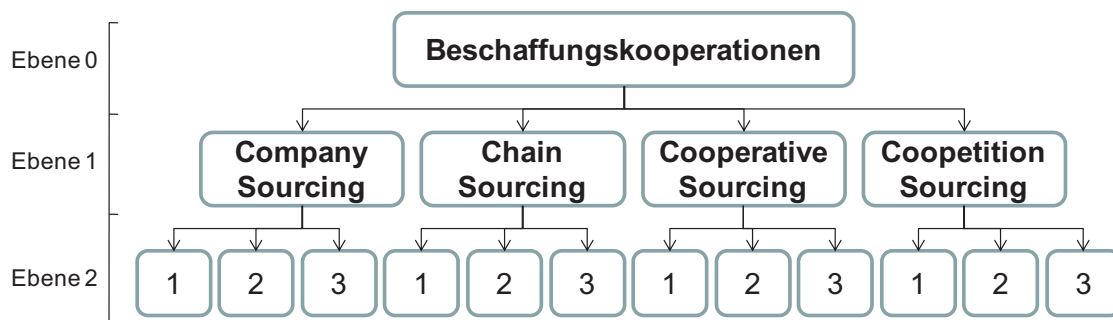 Ebene 0
Beschaffungskooperationen
Ebene 1
Company
Sourcing
Chain
Sourcing
Cooperative
Sourcing
Coopetition
Sourcing
Ebene 2
1
2
3
1
2
3
1
2
3
1
2
3